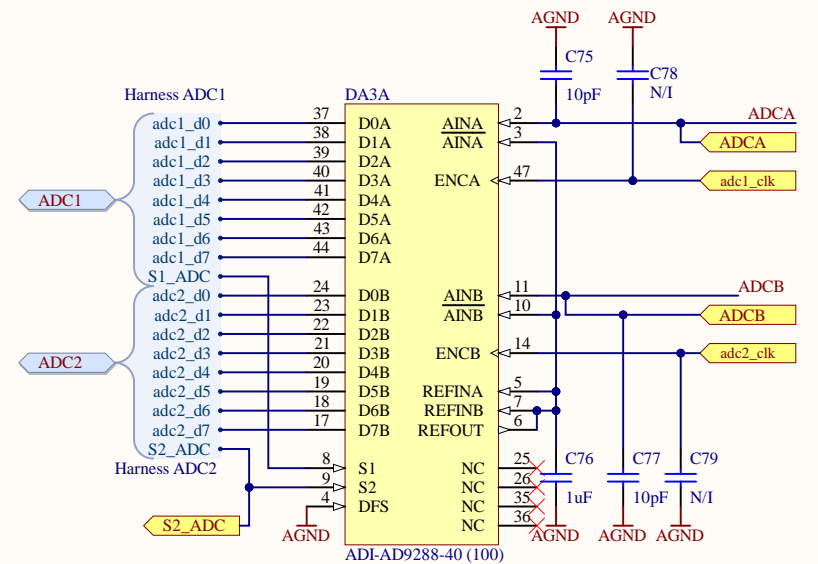 AGND AGND
C75
C78
Harness ADC1 DA3A 10pF N/I
ADCA
adc1_d0 37 D0A AINA 2
adc1_d1 38 D1A AINA 3 ADCA
adc1_d2 39 D2A
adc1_d3 40 D3A ENCA 47 adc1_clk
ADC1 adc1_d4 41 D4A
adc1_d5 42 D5A
adc1_d6 43 D6A
adc1_d7 44 D7A
S1_ADC
adc2_d0 24 D0B AINB 11 ADCB
adc2_d1 23 D1B AINB 10 ADCB
adc2_d2 22 D2B
adc2_d3 21 D3B ENCB 14 adc2_clk
ADC2 adc2_d4 20 D4B
adc2_d5 19 D5B REFINA 5
adc2_d6 18 D6B REFINB 7
adc2_d7 17 D7B REFOUT 6
S2_ADC
Harness ADC2 8 S1 NC 25 C76 C77 C79
9 S2 NC 26
4 DFS NC 35 1uF 10pF N/I
S2_ADC NC 36
AGND AGND AGND AGND
ADI-AD9288-40 (100)